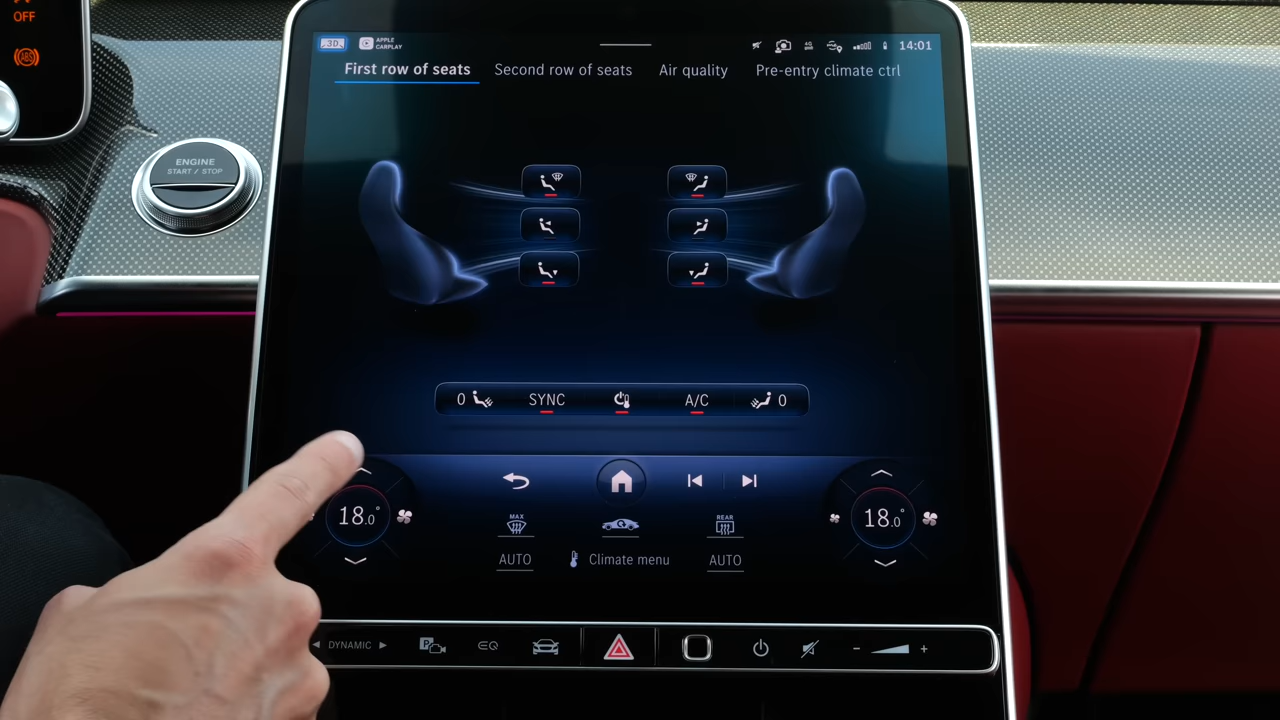 OFF
ABS
3D
APPLE
CARPLAY
4G
14:01
First row of seats
Second row of seats
Air quality
Pre-entry climate ctrl
ENGINE
START / STOP
0
SYNC
A/C
0
18.0°
18.0°
MAX
REAR
AUTO
Climate menu
AUTO
DYNAMIC
P
EQ
- +